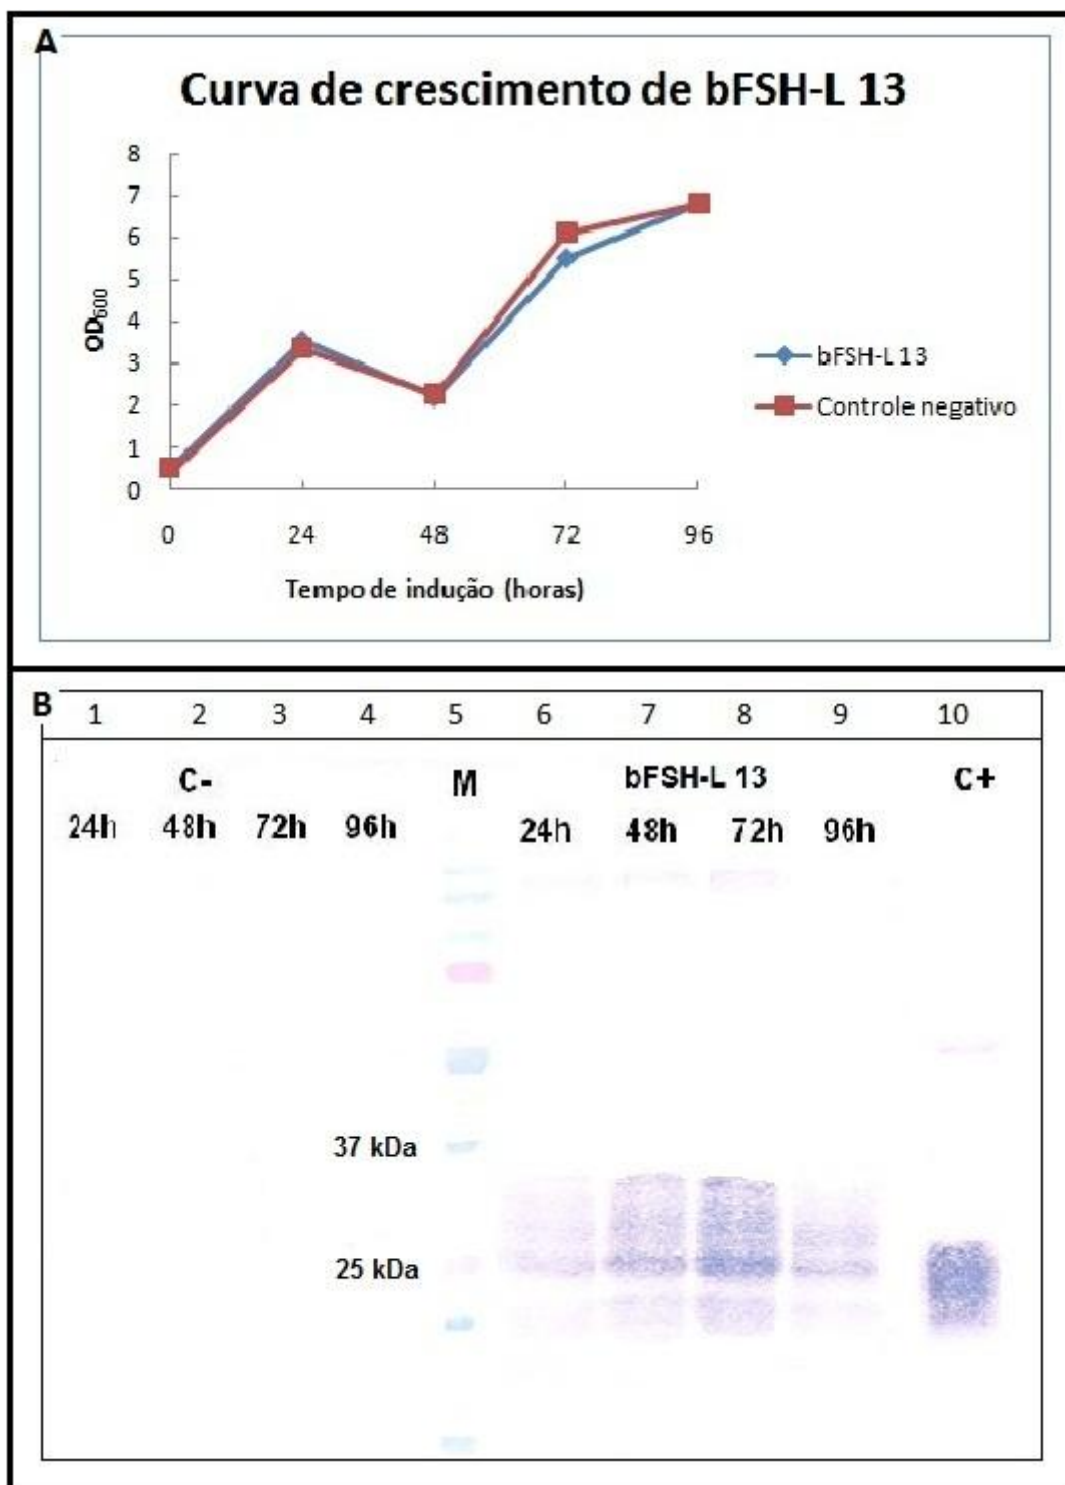 A
Curva de crescimento de bFSH-L 13
8
7
6
5
4
3
2
1
0
OD600
0 24 48 72 96
Tempo de indução (horas)
bFSH-L 13
Controle negativo
B
1 2 3 4 5 6 7 8 9 10
C- M bFSH-L 13 C+
24h 48h 72h 96h 24h 48h 72h 96h
37 kDa
25 kDa